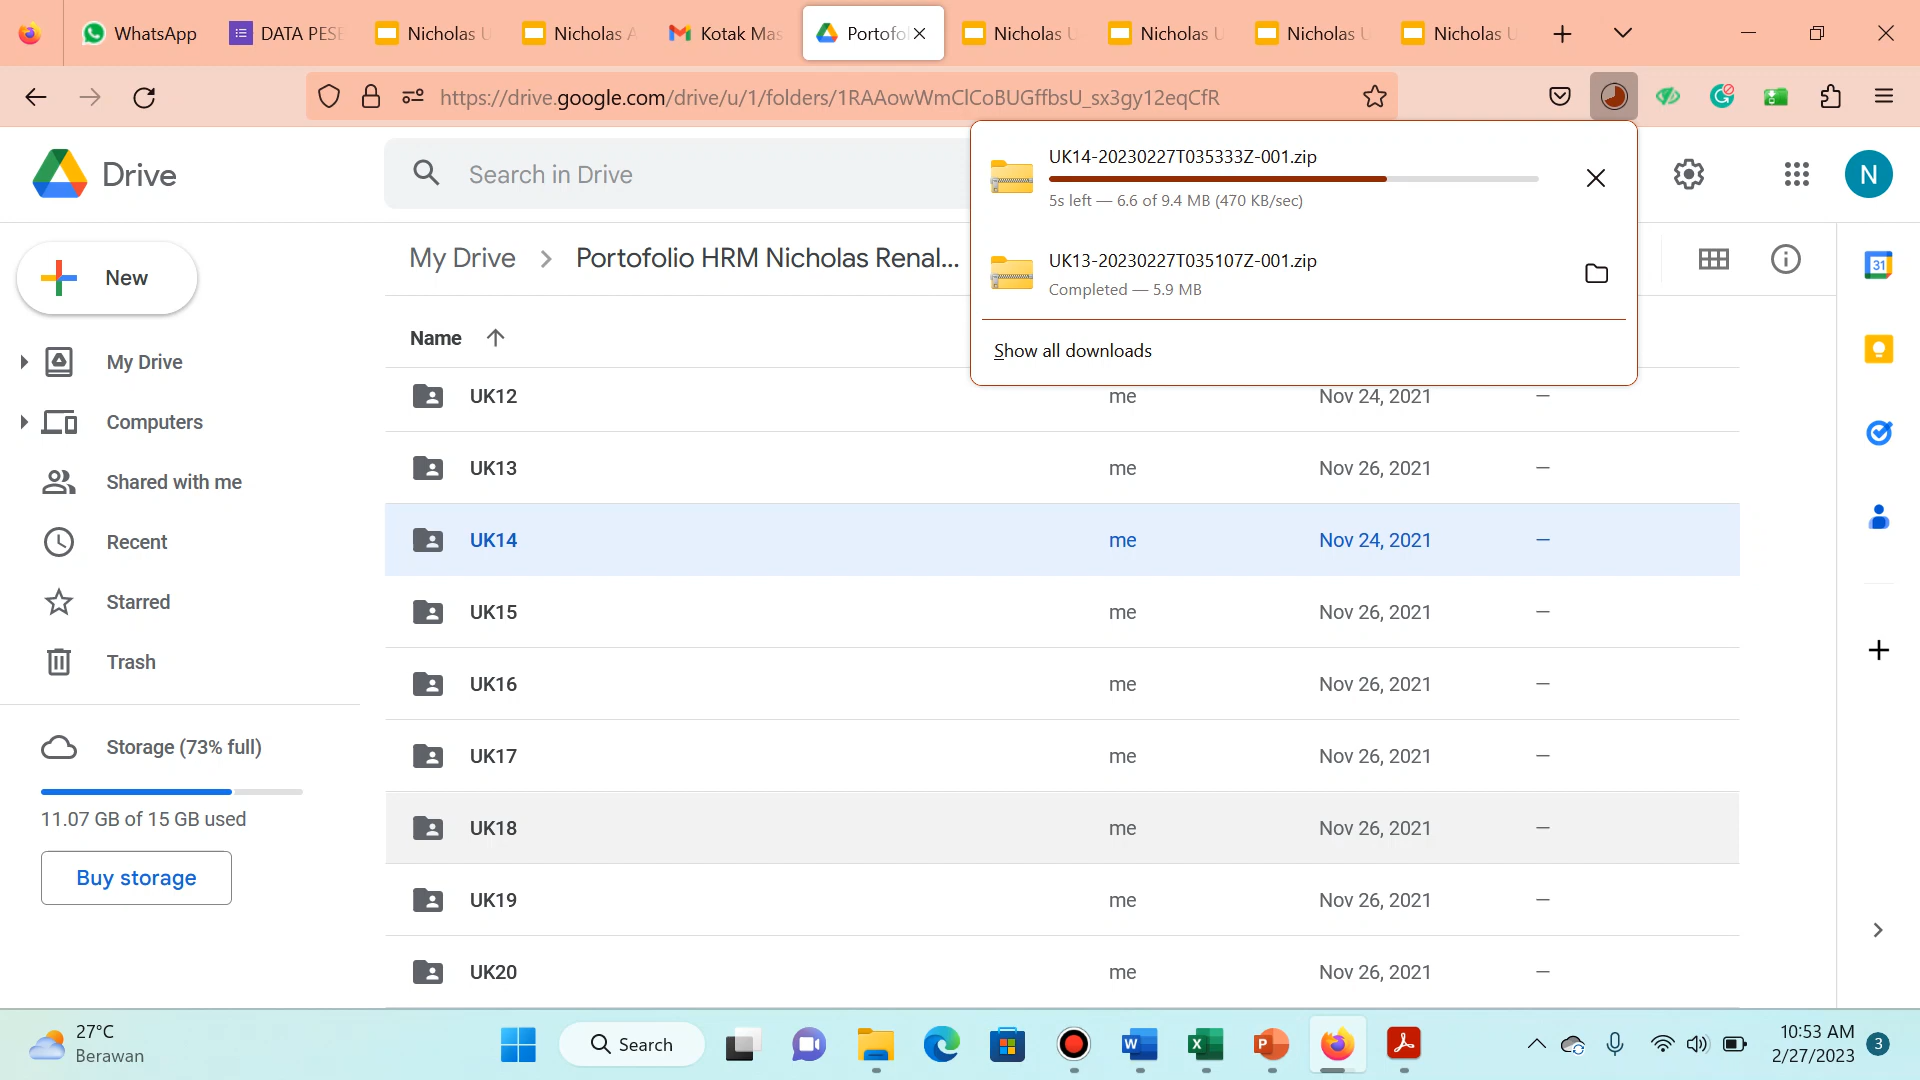 WhatsApp
DATA PESE
Nicholas U
Nicholas A
Kotak Mas
Portofol
Nicholas U
Nicholas U
Nicholas U
Nicholas U
https://drive.google.com/drive/u/1/folders/1RAAowWmClCoBUGffbsU_sx3gy12eqCfR
Drive
Search in Drive
N
UK14-20230227T035333Z-001.zip
5s left — 6.6 of 9.4 MB (470 KB/sec)
UK13-20230227T035107Z-001.zip
Completed — 5.9 MB
Show all downloads
New
My Drive
Computers
Shared with me
Recent
Starred
Trash
Storage (73% full)
11.07 GB of 15 GB used
Buy storage
My Drive > Portofolio HRM Nicholas Renal...
Name
UK12 me Nov 24, 2021 —
UK13 me Nov 26, 2021 —
UK14 me Nov 24, 2021 —
UK15 me Nov 26, 2021 —
UK16 me Nov 26, 2021 —
UK17 me Nov 26, 2021 —
UK18 me Nov 26, 2021 —
UK19 me Nov 26, 2021 —
UK20 me Nov 26, 2021 —
31
27°C
Berawan
Search
10:53 AM
2/27/2023
3